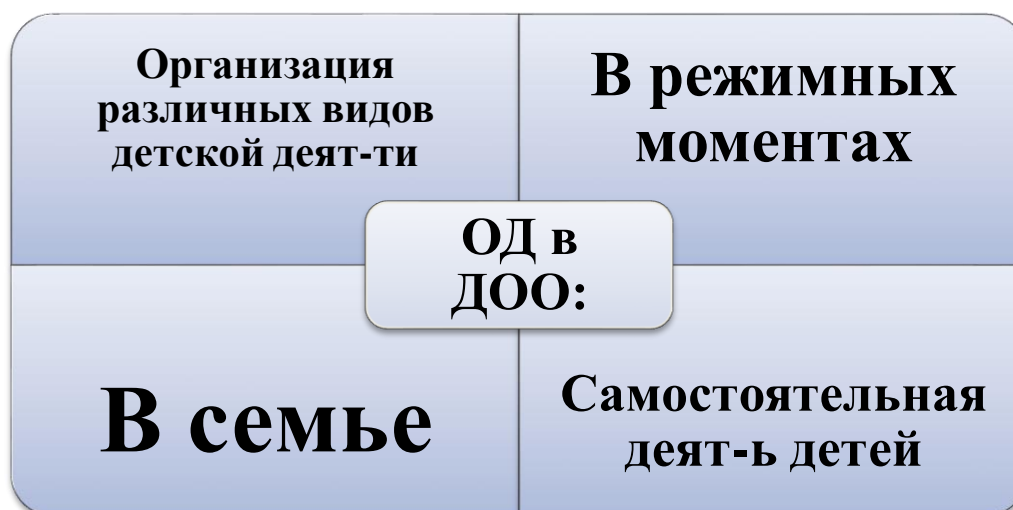 Организация
различных видов
детской деят-ти
В режимных
моментах
ОД в
ДОО:
В семье
Самостоятельная
деят-ь детей